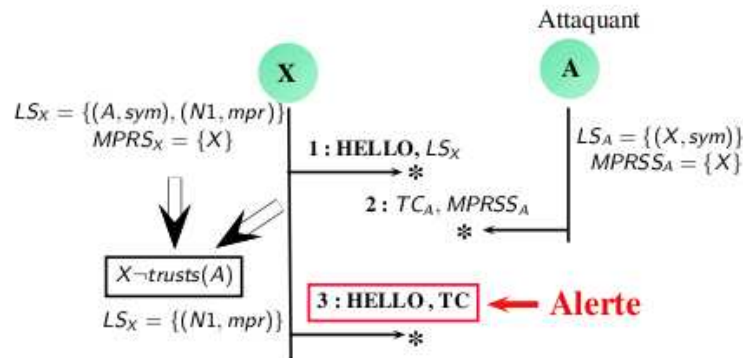 Attaquant
X
A
LS_X = {(A, sym), (N1, mpr)}
MPRS_X = {X}
LS_A = {(X, sym)}
MPRSS_A = {X}
1 : HELLO, LS_X
*
2 : TC_A, MPRSS_A
*
X¬trusts(A)
3 : HELLO , TC
Alerte
LS_X = {(N1, mpr)}
*